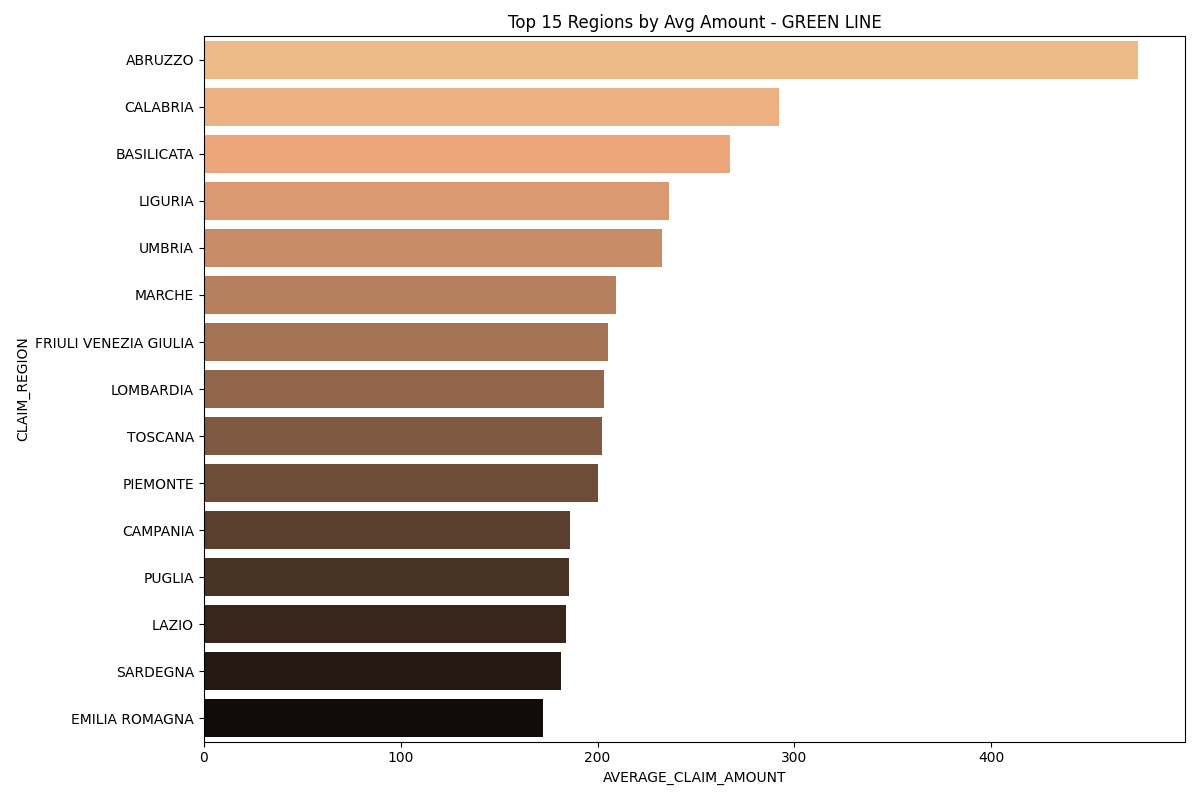 Top 15 Regions by Avg Amount - GREEN LINE
CLAIM_REGION
ABRUZZO
CALABRIA
BASILICATA
LIGURIA
UMBRIA
MARCHE
FRIULI VENEZIA GIULIA
LOMBARDIA
TOSCANA
PIEMONTE
CAMPANIA
PUGLIA
LAZIO
SARDEGNA
EMILIA ROMAGNA
0 100 200 300 400
AVERAGE_CLAIM_AMOUNT